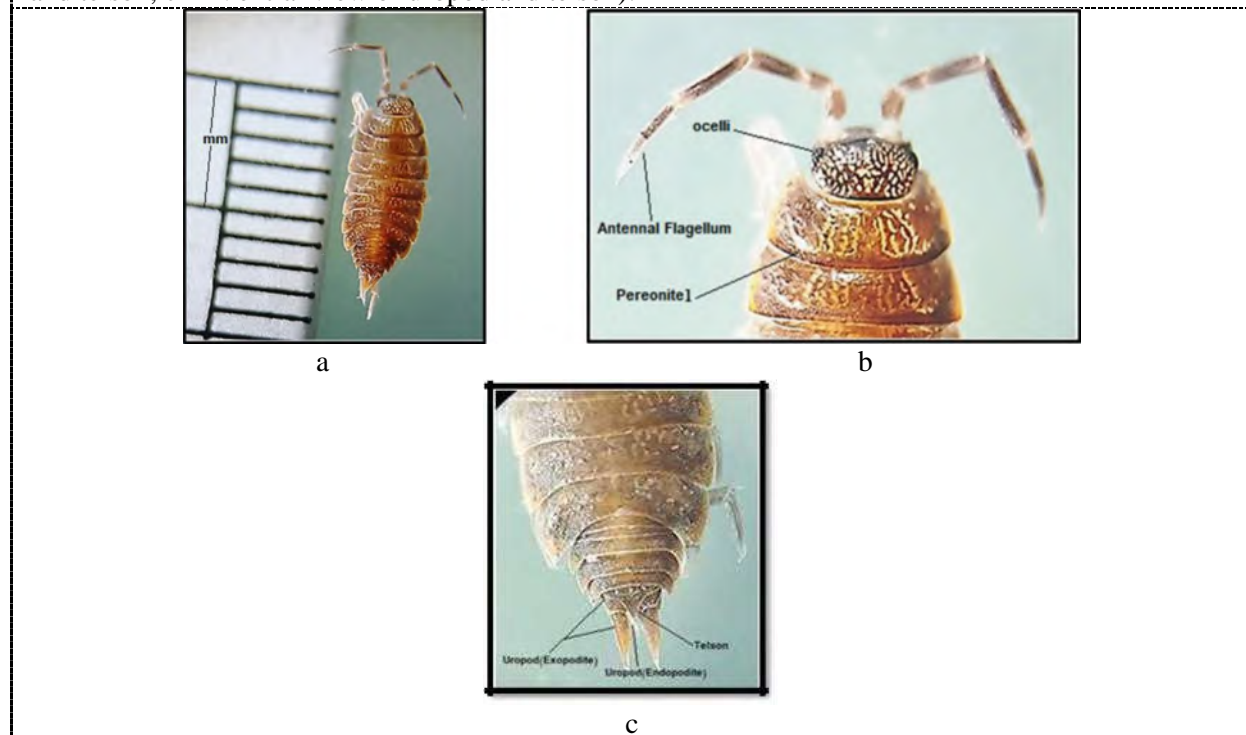 mm
a
ocelli
Antennal Flagellum
Pereonite1
b
Uropod(Exopodite)
Telson
Uropod(Endopodite)
c